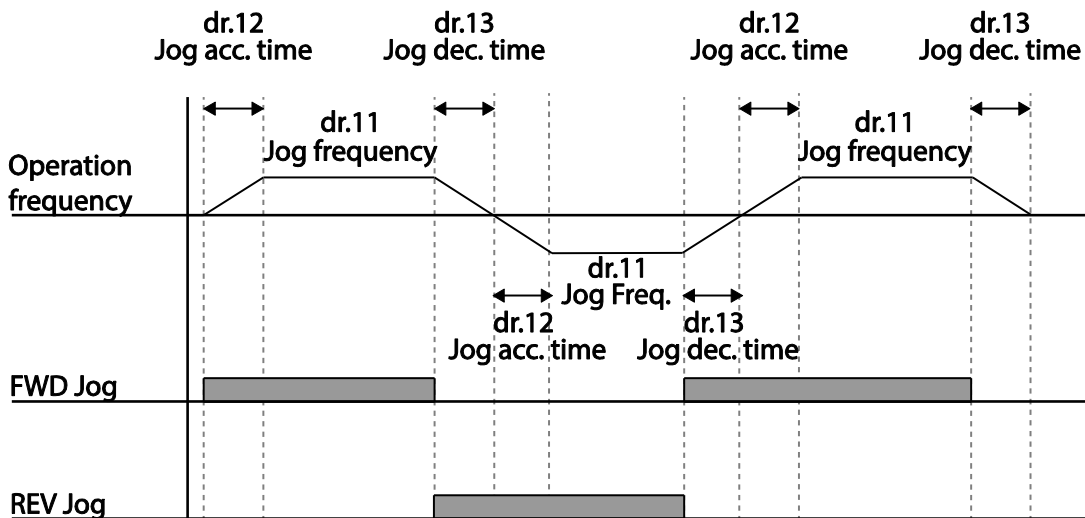 dr.12
Jog acc. time
dr.13
Jog dec. time
dr.12
Jog acc. time
dr.13
Jog dec. time
dr.11
Jog frequency
dr.11
Jog frequency
Operation
frequency
dr.11
Jog Freq.
dr.12
Jog acc. time
dr.13
Jog dec. time
FWD Jog
REV Jog